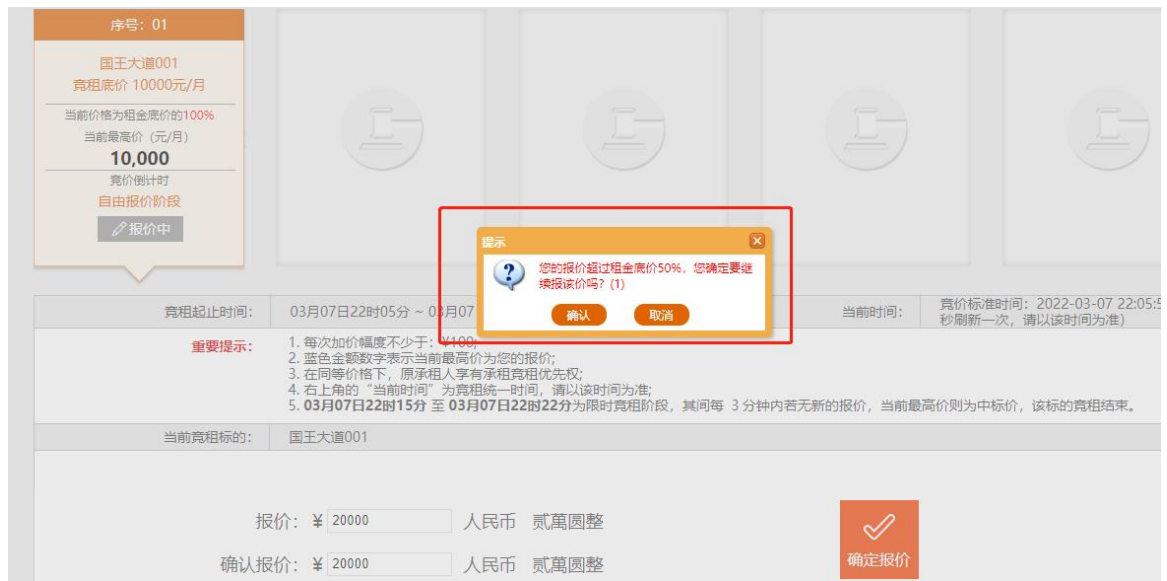 序号：01
国王大道001
竞租底价 10000元/月
当前价格为租金底价的100%
当前最高价（元/月）
10,000
竞价倒计时
自由报价阶段
报价中
提示
您的报价超过租金底价50%，您确定要继
续报该价吗？(1)
确认 取消
竞租起止时间： 03月07日22时05分 ~ 03月07 当前时间： 竞价标准时间：2022-03-07 22:05:5
秒刷新一次，请以该时间为准）
重要提示： 1. 每次加价幅度不少于：¥100;
2. 蓝色金额数字表示当前最高价为您的报价;
3. 在同等价格下，原承租人享有承租竞租优先权;
4. 右上角的“当前时间”为竞租统一时间，请以该时间为准;
5. 03月07日22时15分 至 03月07日22时22分为限时竞租阶段，其间每 3 分钟内若无新的报价，当前最高价则为中标价，该标的竞租结束。
当前竞租标的： 国王大道001
报价：¥ 20000 人民币 贰萬圆整
确认报价：¥ 20000 人民币 贰萬圆整
确定报价